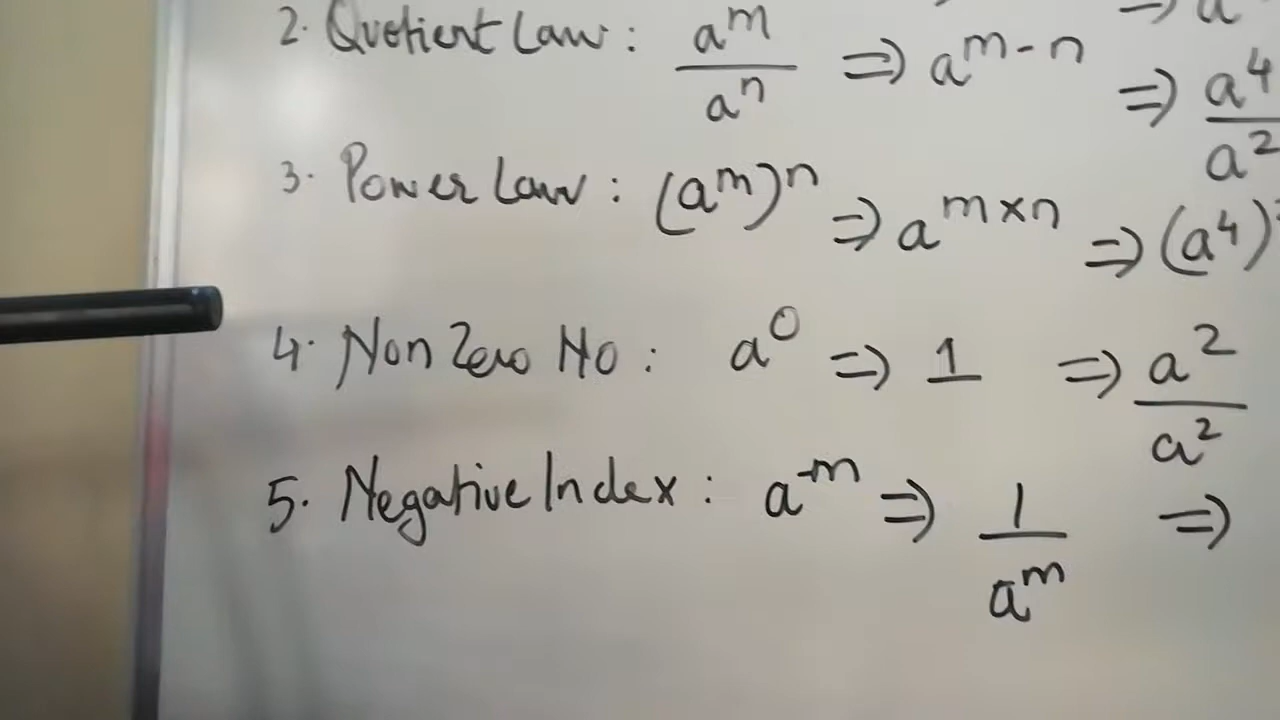 2. Quotient Law : a^m / a^n ⇒ a^(m-n) ⇒ a^4 / a^2
3. Power Law : (a^m)^n ⇒ a^(m×n) ⇒ (a^4)
4. Non Zero No : a^0 ⇒ 1 ⇒ a^2 / a^2
5. Negative Index : a^-m ⇒ 1 / a^m ⇒